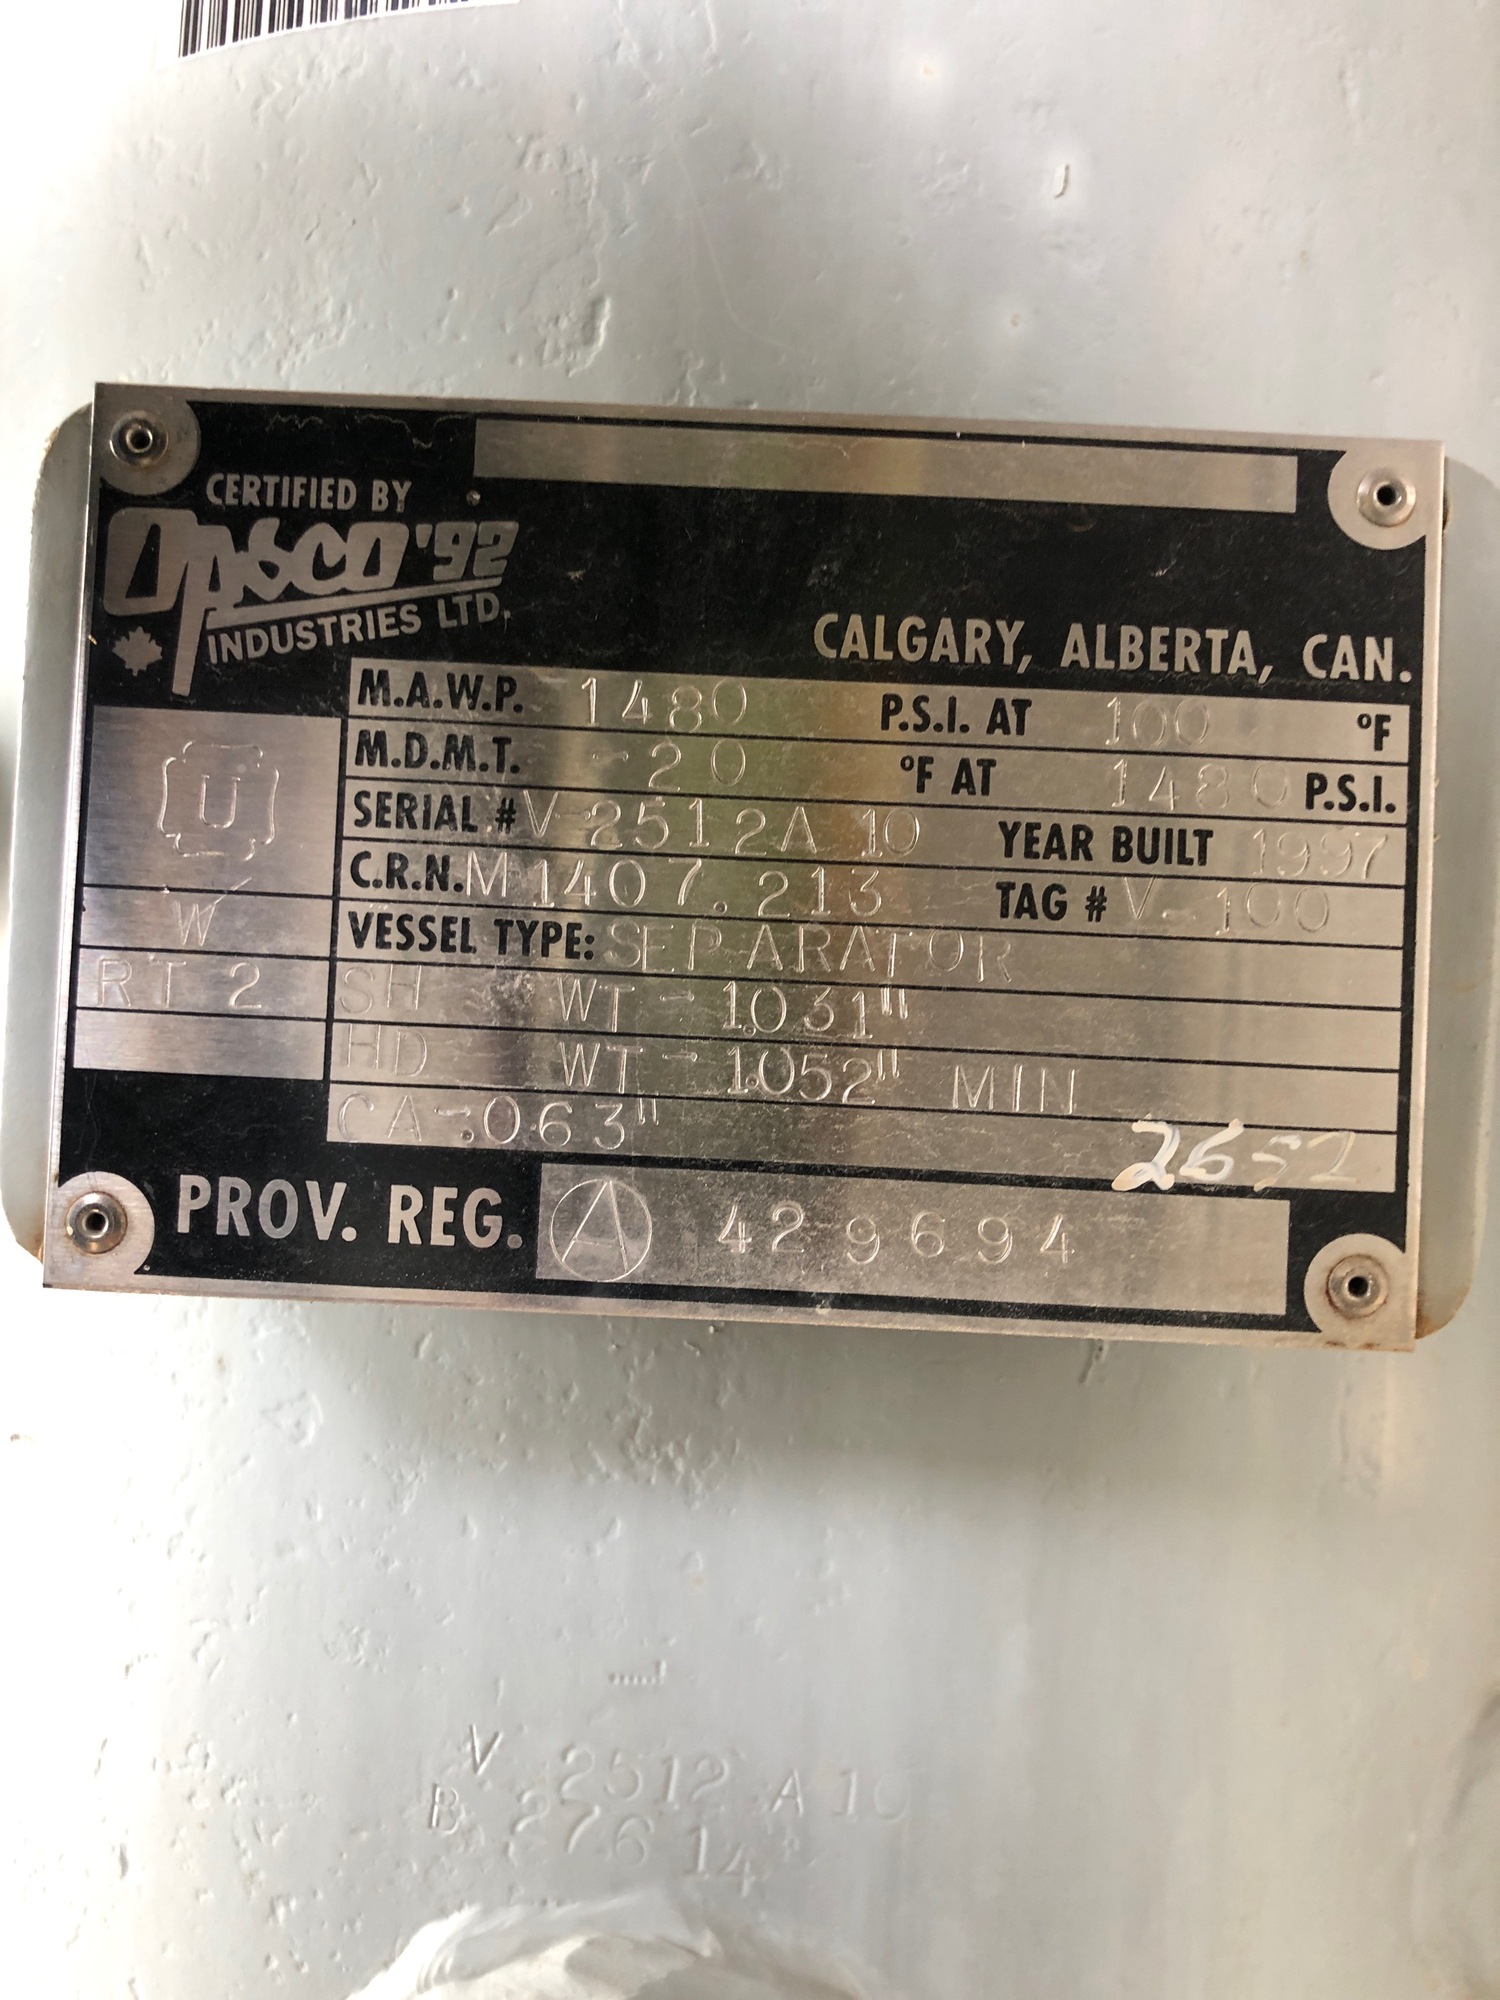 CERTIFIED BY
OPSCO '92
INDUSTRIES LTD.
CALGARY, ALBERTA, CAN.
M.A.W.P. 1480 P.S.I. AT 100 °F
M.D.M.T. -20 °F AT 1480 P.S.I.
U
SERIAL # V-2512A 10 YEAR BUILT 1997
C.R.N. M1407.213 TAG # V-100
W
VESSEL TYPE: SEPARATOR
RT 2
SH WT - 1.031"
HD WT - 1.052" MIN
CA-.063"
2652
PROV. REG. A 429694
V 2512 A 10
B 276 14